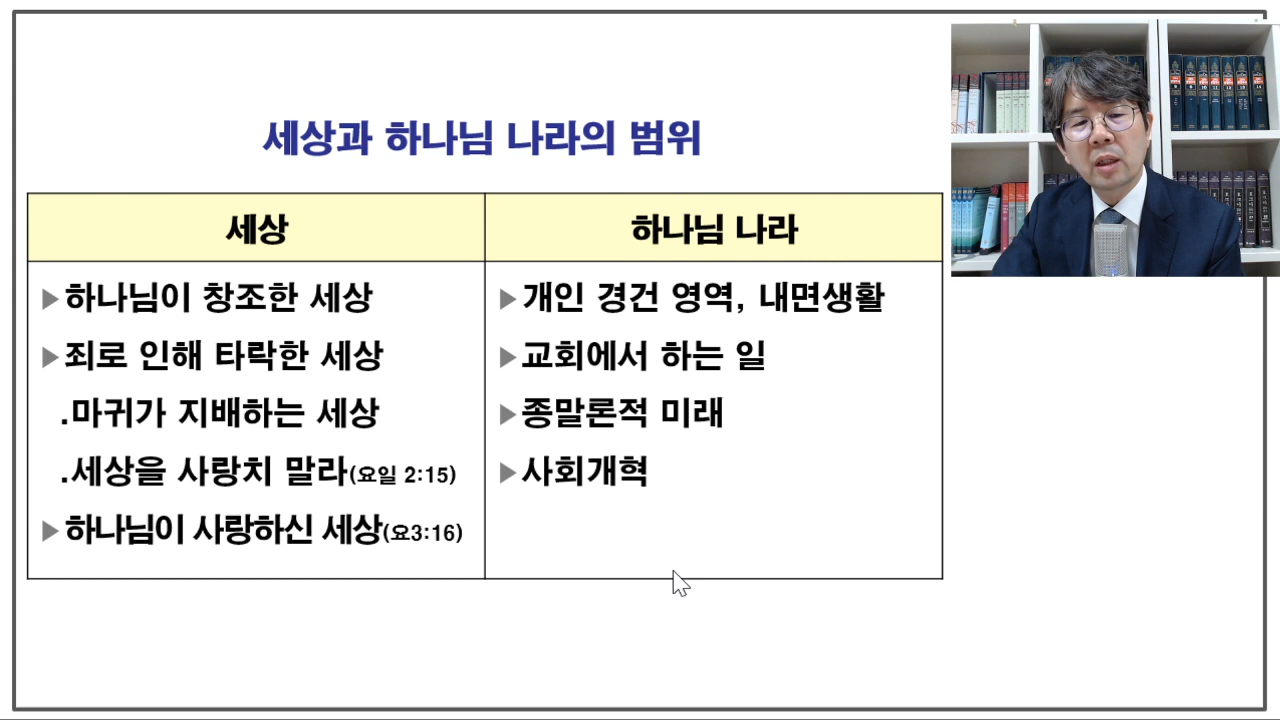 세상과 하나님 나라의 범위
세상
하나님 나라
▶하나님이 창조한 세상
▶죄로 인해 타락한 세상
.마귀가 지배하는 세상
.세상을 사랑치 말라(요일 2:15)
▶하나님이 사랑하신 세상(요3:16)
▶개인 경건 영역, 내면생활
▶교회에서 하는 일
▶종말론적 미래
▶사회개혁